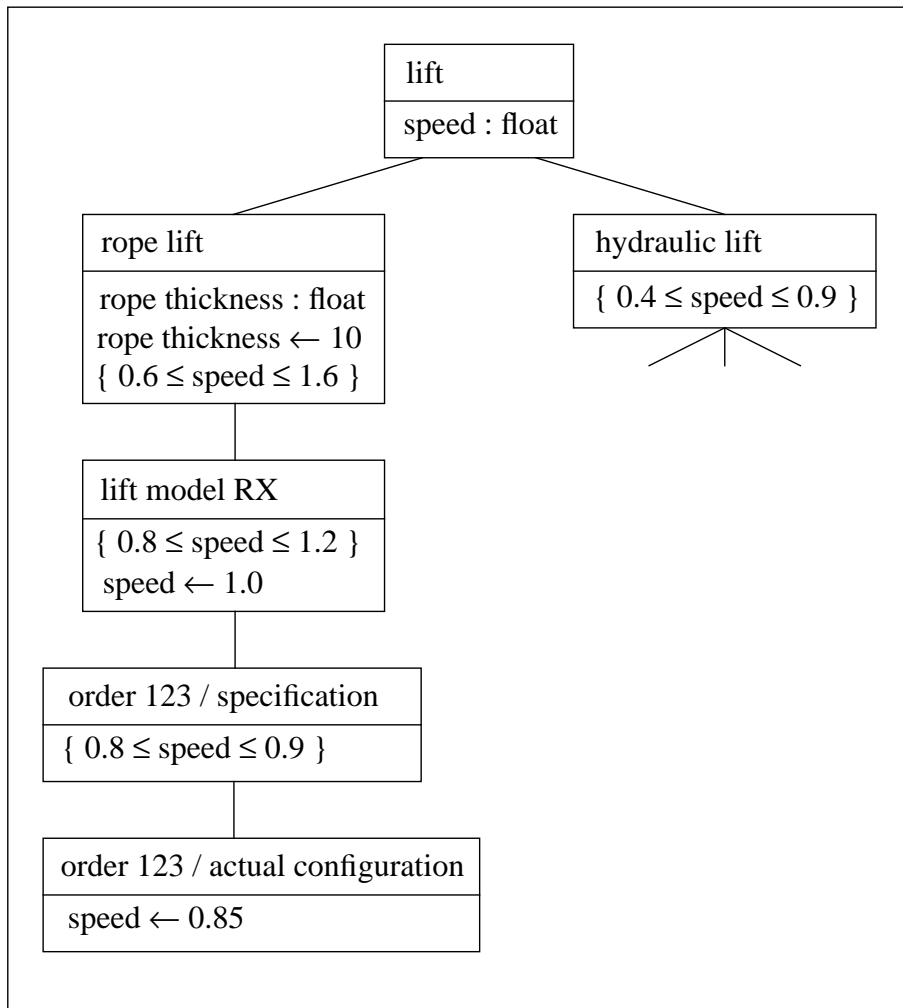 lift
speed : float
rope lift
rope thickness : float
rope thickness ← 10
{ 0.6 ≤ speed ≤ 1.6 }
hydraulic lift
{ 0.4 ≤ speed ≤ 0.9 }
lift model RX
{ 0.8 ≤ speed ≤ 1.2 }
speed ← 1.0
order 123 / specification
{ 0.8 ≤ speed ≤ 0.9 }
order 123 / actual configuration
speed ← 0.85